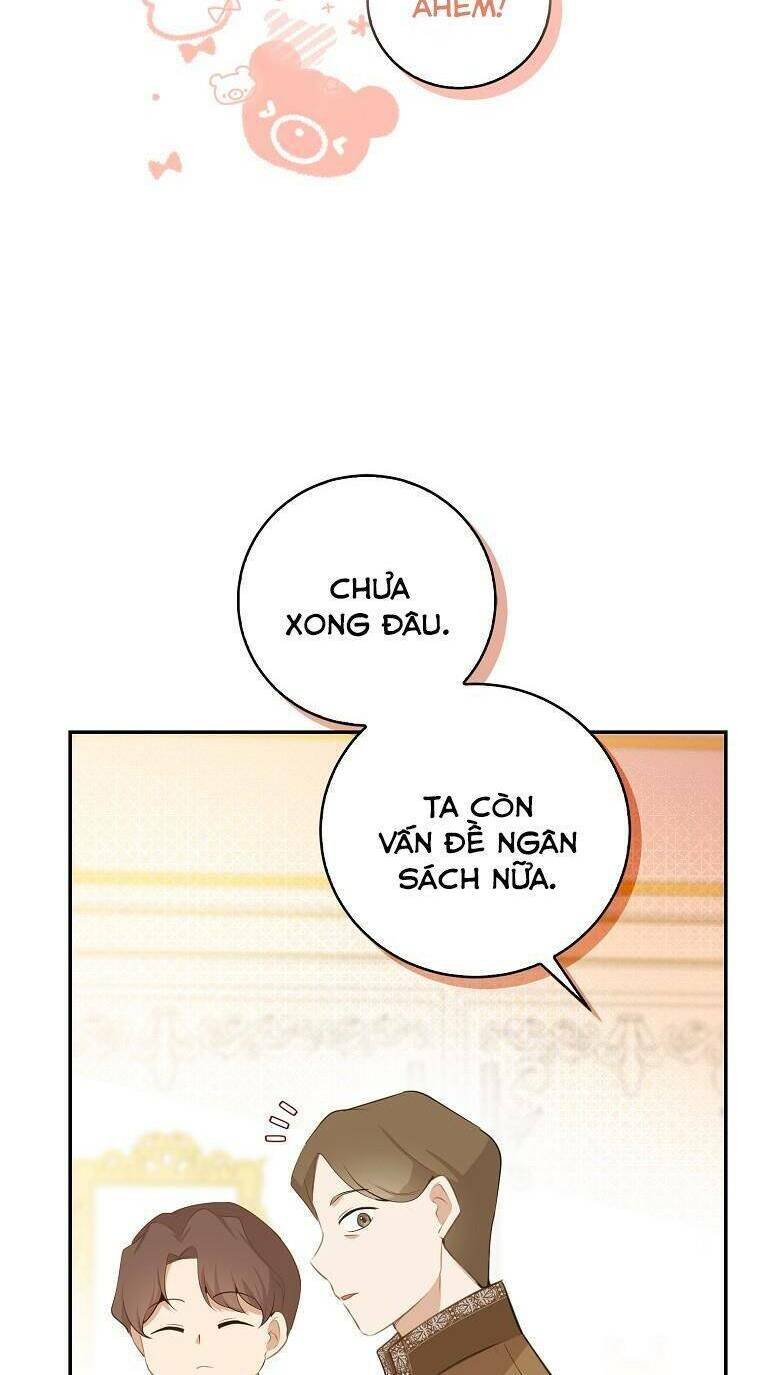 AHEM!
CHƯA
XONG ĐÂU.
TA CÒN
VẤN ĐỀ NGÂN
SÁCH NỮA.